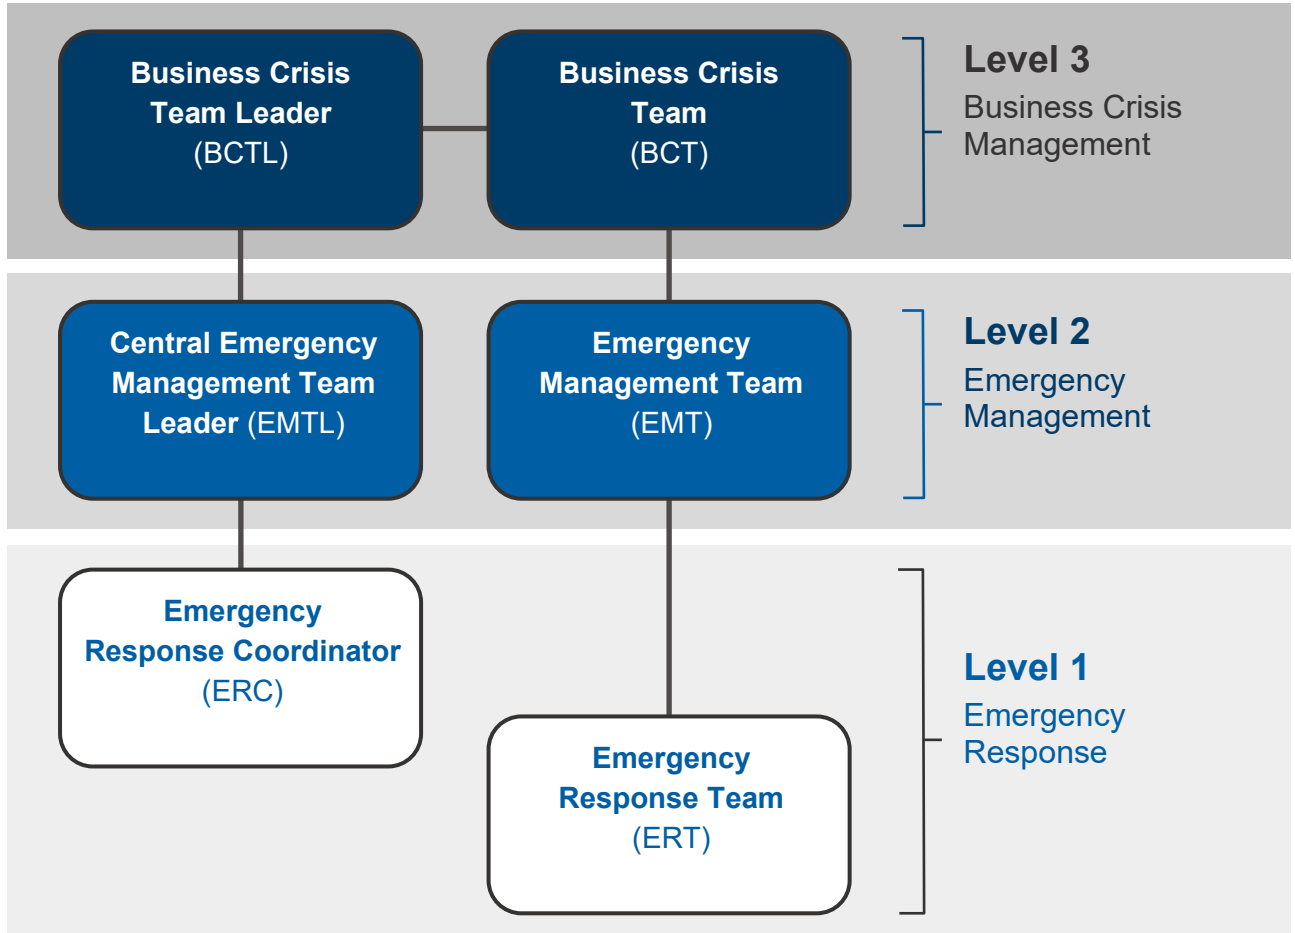 Business Crisis
Team Leader
(BCTL)
Business Crisis
Team
(BCT)
Level 3
Business Crisis
Management
Central Emergency
Management Team
Leader (EMTL)
Emergency
Management Team
(EMT)
Level 2
Emergency
Management
Emergency
Response Coordinator
(ERC)
Emergency
Response Team
(ERT)
Level 1
Emergency
Response